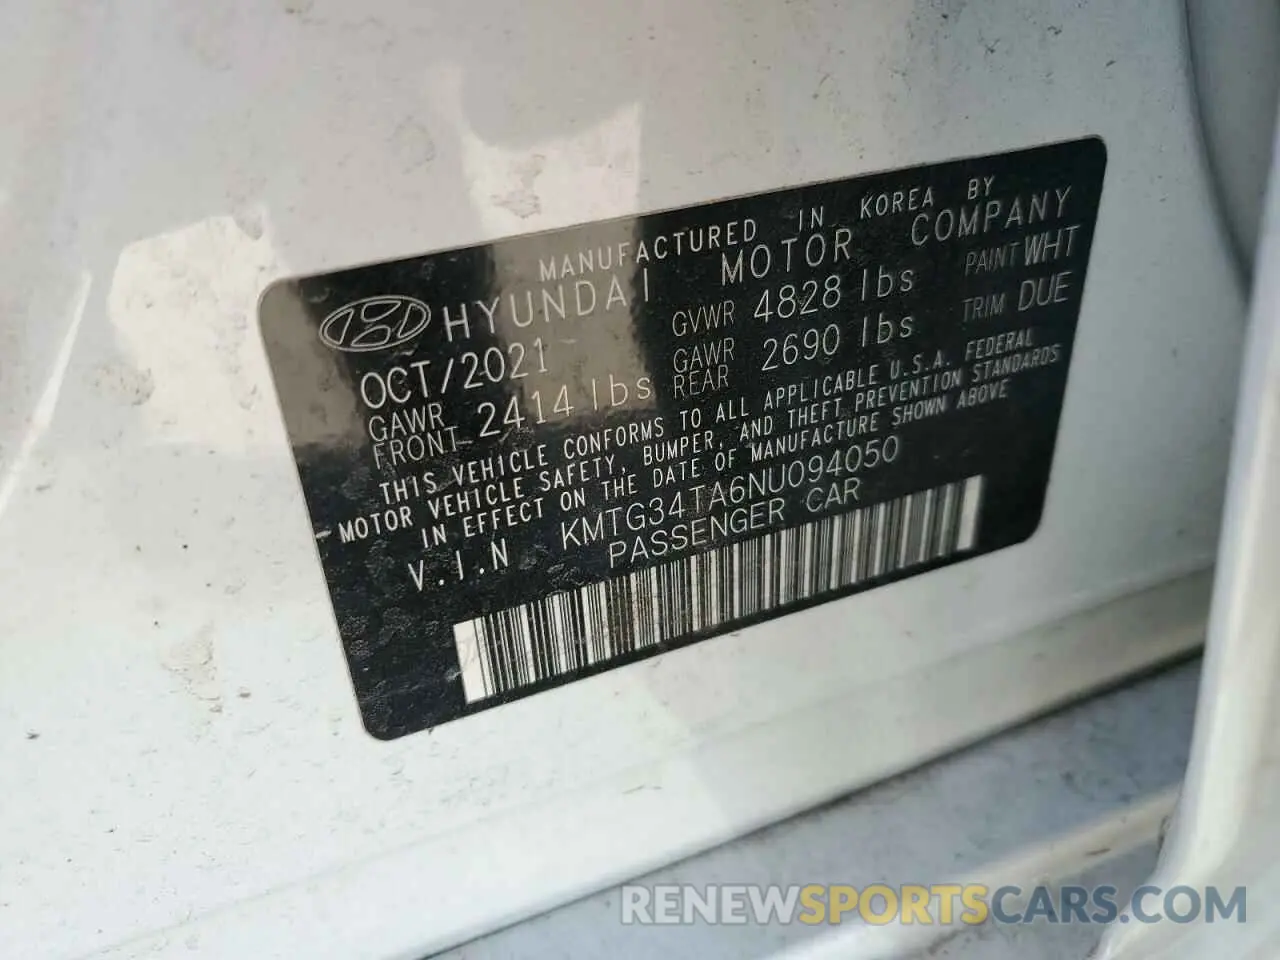 MANUFACTURED IN KOREA BY
HYUNDAI MOTOR COMPANY
OCT/2021 GVWR 4828 lbs PAINT WHT
GAWR FRONT 2414 lbs GAWR REAR 2690 lbs TRIM DUE
THIS VEHICLE CONFORMS TO ALL APPLICABLE U.S.A. FEDERAL
MOTOR VEHICLE SAFETY, BUMPER, AND THEFT PREVENTION STANDARDS
IN EFFECT ON THE DATE OF MANUFACTURE SHOWN ABOVE
V.I.N KMTG34TA6NU094050
PASSENGER CAR
RENEWSPORTSCARS.COM